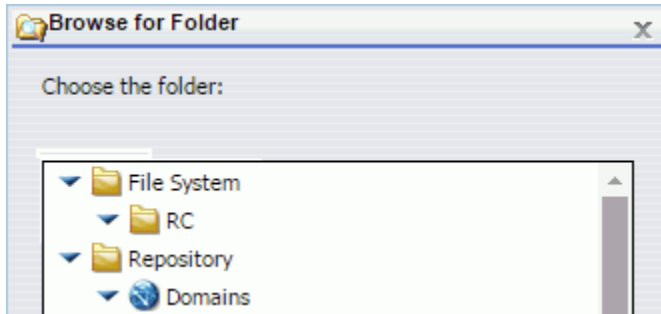 Browse for Folder
Choose the folder:
File System
RC
Repository
Domains